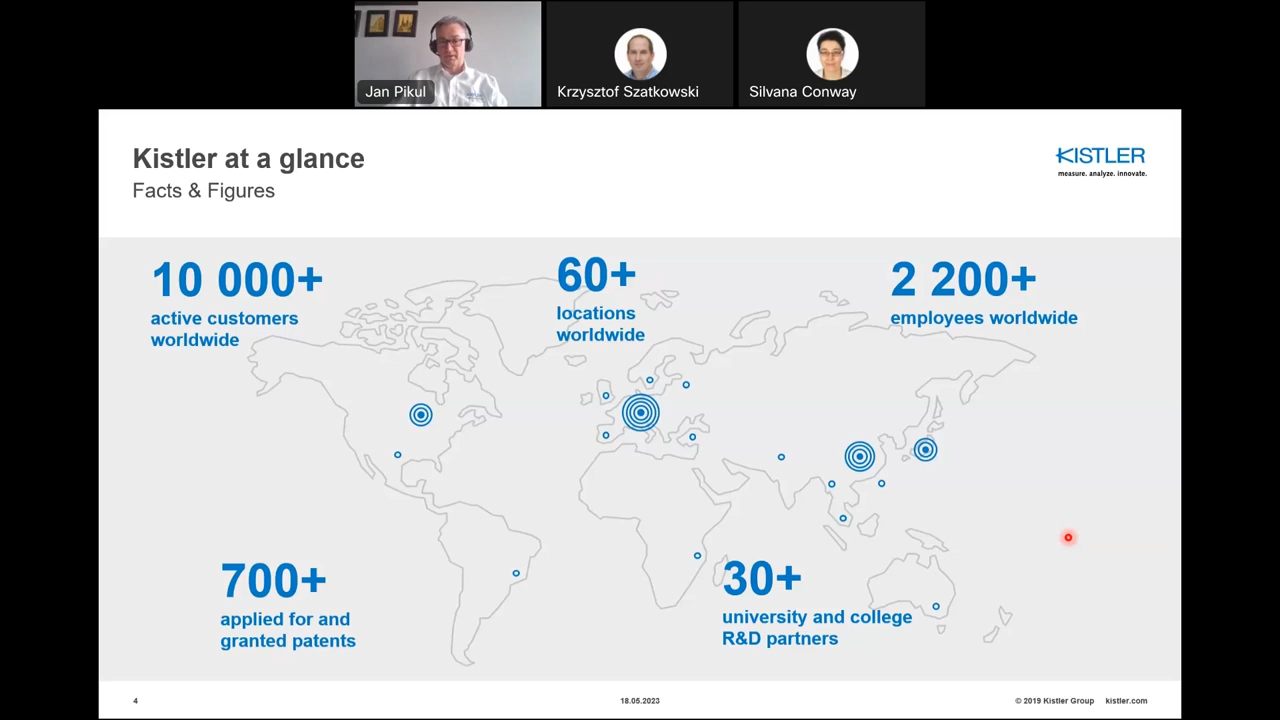 Jan Pikul
Krzysztof Szatkowski
Silvana Conway
Kistler at a glance
Facts & Figures
KISTLER
measure. analyze. innovate.
10 000+
active customers
worldwide
60+
locations
worldwide
2 200+
employees worldwide
700+
applied for and
granted patents
30+
university and college
R&D partners
4
18.05.2023
© 2019 Kistler Group kistler.com